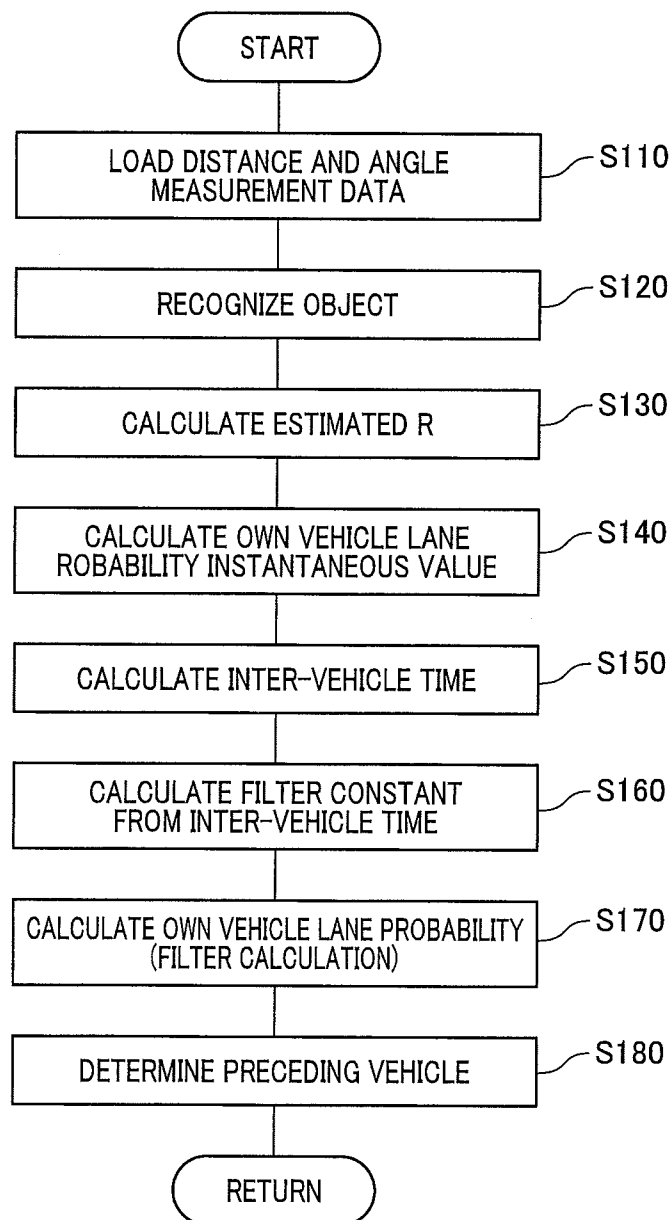 START
LOAD DISTANCE AND ANGLE
MEASUREMENT DATA
S110
RECOGNIZE OBJECT
S120
CALCULATE ESTIMATED R
S130
CALCULATE OWN VEHICLE LANE
ROBABILITY INSTANTANEOUS VALUE
S140
CALCULATE INTER-VEHICLE TIME
S150
CALCULATE FILTER CONSTANT
FROM INTER-VEHICLE TIME
S160
CALCULATE OWN VEHICLE LANE PROBABILITY
(FILTER CALCULATION)
S170
DETERMINE PRECEDING VEHICLE
S180
RETURN